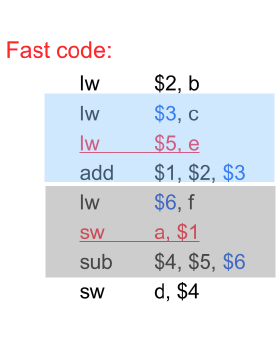 Fast code:
lw $2, b
lw $3, c
lw $5, e
add $1, $2, $3
lw $6, f
sw a, $1
sub $4, $5, $6
sw d, $4